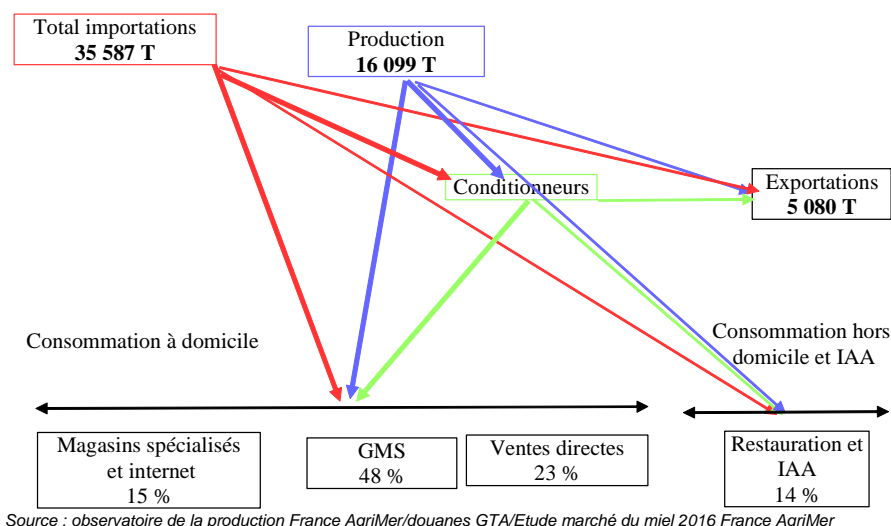 Total importations
35 587 T
Production
16 099 T
Conditionneurs
Exportations
5 080 T
Consommation à domicile
Consommation hors
domicile et IAA
Magasins spécialisés
et internet
15 %
GMS
48 %
Ventes directes
23 %
Restauration et
IAA
14 %
Source : observatoire de la production France AgriMer/douanes GTA/Etude marché du miel 2016 France AgriMer